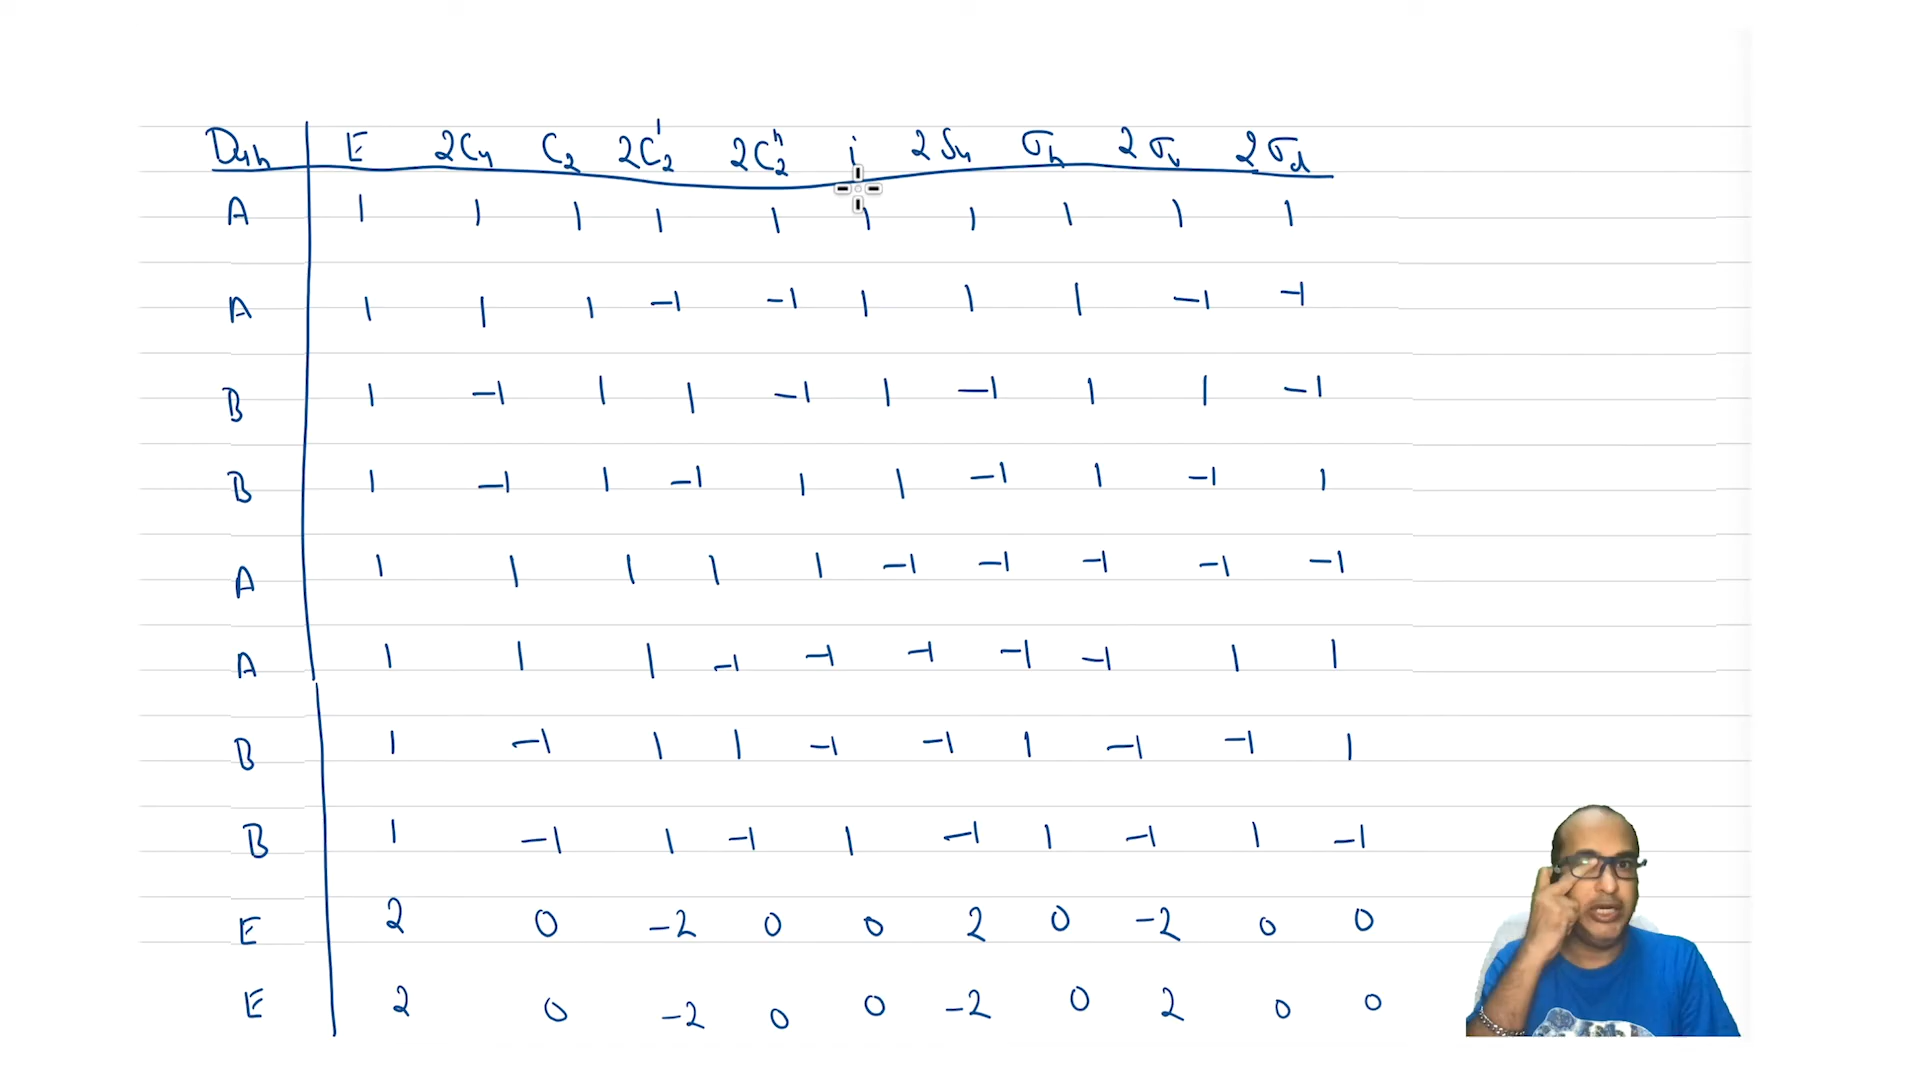 D4h E 2C4 C2 2C2' 2C2" i 2S4 σh 2σv 2σd
A 1 1 1 1 1 1 1 1 1 1
A 1 1 1 -1 -1 1 1 1 -1 -1
B 1 -1 1 1 -1 1 -1 1 1 -1
B 1 -1 1 -1 1 1 -1 1 -1 1
A 1 1 1 1 1 -1 -1 -1 -1 -1
A 1 1 1 -1 -1 -1 -1 -1 1 1
B 1 -1 1 1 -1 -1 1 -1 -1 1
B 1 -1 1 -1 1 -1 1 -1 1 -1
E 2 0 -2 0 0 2 0 -2 0 0
E 2 0 -2 0 0 -2 0 2 0 0